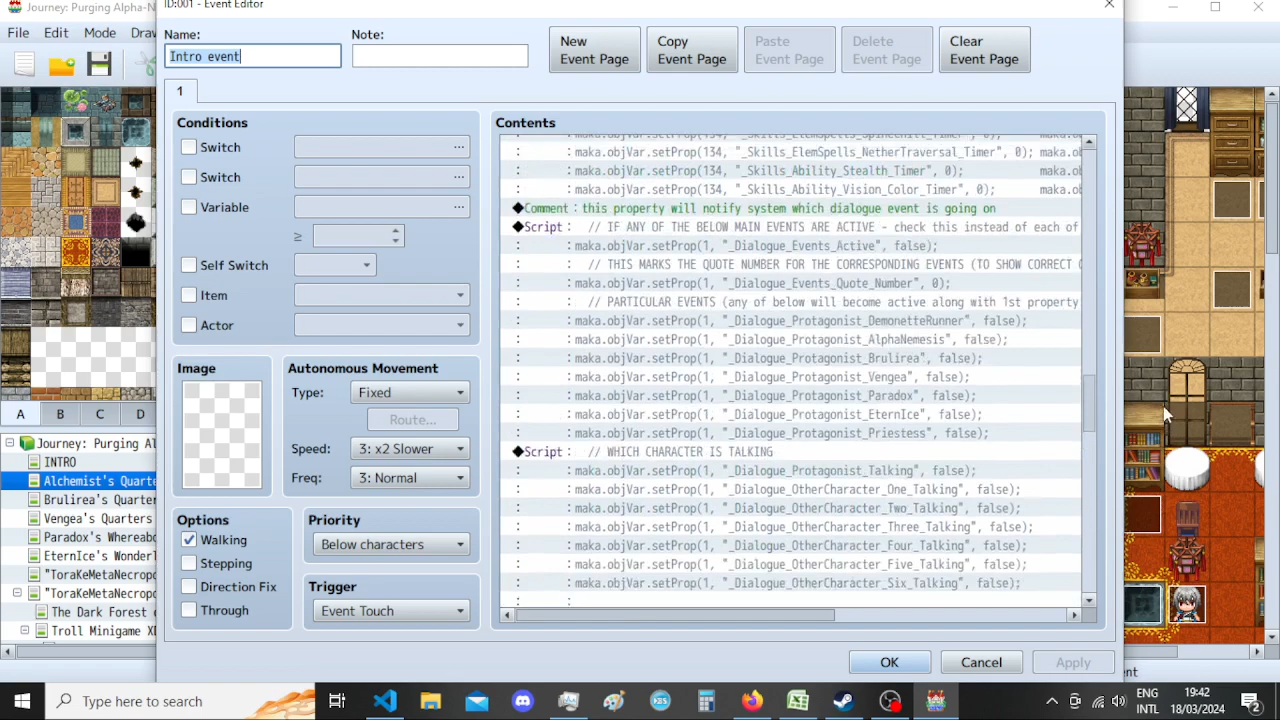 Journey: Purging Alpha-N
ID:001 - Event Editor
File Edit Mode Draw
Name:
Intro event
Note:
New Event Page
Copy Event Page
Paste Event Page
Delete Event Page
Clear Event Page
1
Conditions
Switch ...
Switch ...
Variable ...
≥
Self Switch
Item
Actor
Image
Autonomous Movement
Type: Fixed
Route...
Speed: 3: x2 Slower
Freq: 3: Normal
Options
Walking
Stepping
Direction Fix
Through
Priority
Below characters
Trigger
Event Touch
Contents
: : maka.objVar.setProp(134, "_Skills_ElemSpells_SpineChill_Timer", 0); maka.ob
: : maka.objVar.setProp(134, "_Skills_ElemSpells_NetherTraversal_Timer", 0); maka.o
: : maka.objVar.setProp(134, "_Skills_Ability_Stealth_Timer", 0);
: : maka.objVar.setProp(134, "_Skills_Ability_Vision_Color_Timer", 0); maka.o
◆Comment：this property will notify system which dialogue event is going on
◆Script： // IF ANY OF THE BELOW MAIN EVENTS ARE ACTIVE - check this instead of each of
: : maka.objVar.setProp(1, "_Dialogue_Events_Active", false);
: : // THIS MARKS THE QUOTE NUMBER FOR THE CORRESPONDING EVENTS (TO SHOW CORRECT
: : maka.objVar.setProp(1, "_Dialogue_Events_Quote_Number", 0);
: : // PARTICULAR EVENTS (any of below will become active along with 1st property
: : maka.objVar.setProp(1, "_Dialogue_Protagonist_DemonetteRunner", false);
: : maka.objVar.setProp(1, "_Dialogue_Protagonist_AlphaNemesis", false);
: : maka.objVar.setProp(1, "_Dialogue_Protagonist_Brulirea", false);
: : maka.objVar.setProp(1, "_Dialogue_Protagonist_Vengea", false);
: : maka.objVar.setProp(1, "_Dialogue_Protagonist_Paradox", false);
: : maka.objVar.setProp(1, "_Dialogue_Protagonist_EternIce", false);
: : maka.objVar.setProp(1, "_Dialogue_Protagonist_Priestess", false);
◆Script： // WHICH CHARACTER IS TALKING
: : maka.objVar.setProp(1, "_Dialogue_Protagonist_Talking", false);
: : maka.objVar.setProp(1, "_Dialogue_OtherCharacter_One_Talking", false);
: : maka.objVar.setProp(1, "_Dialogue_OtherCharacter_Two_Talking", false);
: : maka.objVar.setProp(1, "_Dialogue_OtherCharacter_Three_Talking", false);
: : maka.objVar.setProp(1, "_Dialogue_OtherCharacter_Four_Talking", false);
: : maka.objVar.setProp(1, "_Dialogue_OtherCharacter_Five_Talking", false);
: : maka.objVar.setProp(1, "_Dialogue_OtherCharacter_Six_Talking", false);
: :
OK Cancel Apply
A B C D
Journey: Purging Al
INTRO
Alchemist's Quarte
Brulirea's Quarter
Vengea's Quarters
Paradox's Whereabo
EternIce's Wonderl
"ToraKeMetaNecropo
"ToraKeMetaNecropo
The Dark Forest
Troll Minigame X
ent
Type here to search
ENG
INTL
19:42
18/03/2024
2